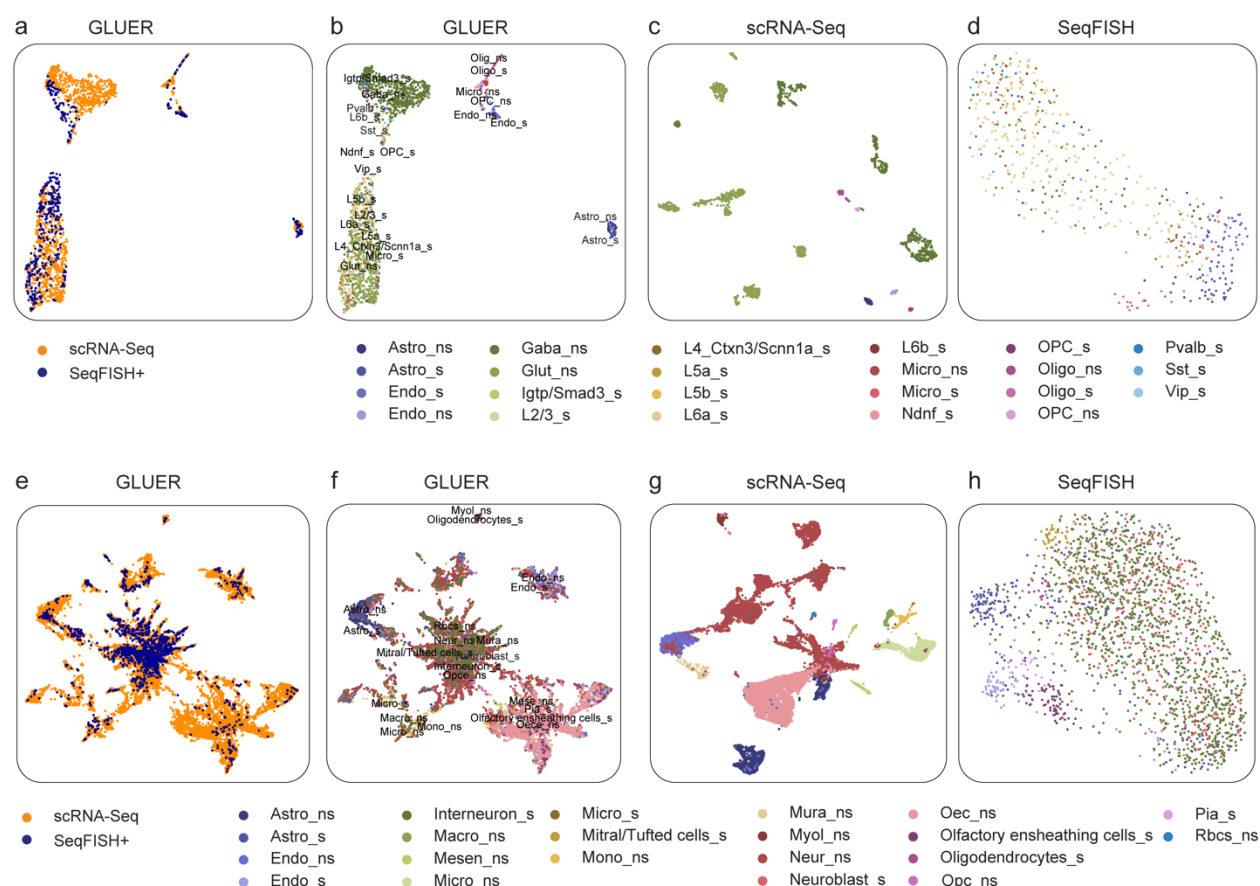 a GLUER b GLUER c scRNA-Seq d SeqFISH
Olig_ns
Oligo_s
Igtp/Smad3_s
Gaba_ns
Micro_ns
OPC_ns
Pvalb_s
L6b_s
Endo_ns
Endo_s
Sst_s
Ndnf_s OPC_s
Vip_s
L5b_s
L2/3_s
L6a_s
L5a_s
L4_Ctxn3/Scnn1a_s
Micro_s
Glut_ns
Astro_ns
Astro_s
scRNA-Seq
SeqFISH+
Astro_ns Gaba_ns L4_Ctxn3/Scnn1a_s L6b_s OPC_s Pvalb_s
Astro_s Glut_ns L5a_s Micro_ns Oligo_ns Sst_s
Endo_s Igtp/Smad3_s L5b_s Micro_s Oligo_s Vip_s
Endo_ns L2/3_s L6a_s Ndnf_s OPC_ns
e GLUER f GLUER g scRNA-Seq h SeqFISH
Myol_ns
Oligodendrocytes_s
Endo_ns
Endo_s
Astro_ns
Astro_s
Rbcs_ns
Neur_ns Mura_ns
Mitral/Tufted cells_s
Interneuron_s
Opce_ns
Micro_s
Macro_ns
Mono_ns
Micro_ns
Mese_ns
Pia_s
Olfactory ensheathing cells_s
Oece_ns
scRNA-Seq
SeqFISH+
Astro_ns Interneuron_s Micro_s Mura_ns Oec_ns Pia_s
Astro_s Macro_ns Mitral/Tufted cells_s Myol_ns Olfactory ensheathing cells_s Rbcs_ns
Endo_ns Mesen_ns Mono_ns Neur_ns Oligodendrocytes_s
Endo_s Micro_ns Neuroblast_s Opc_ns